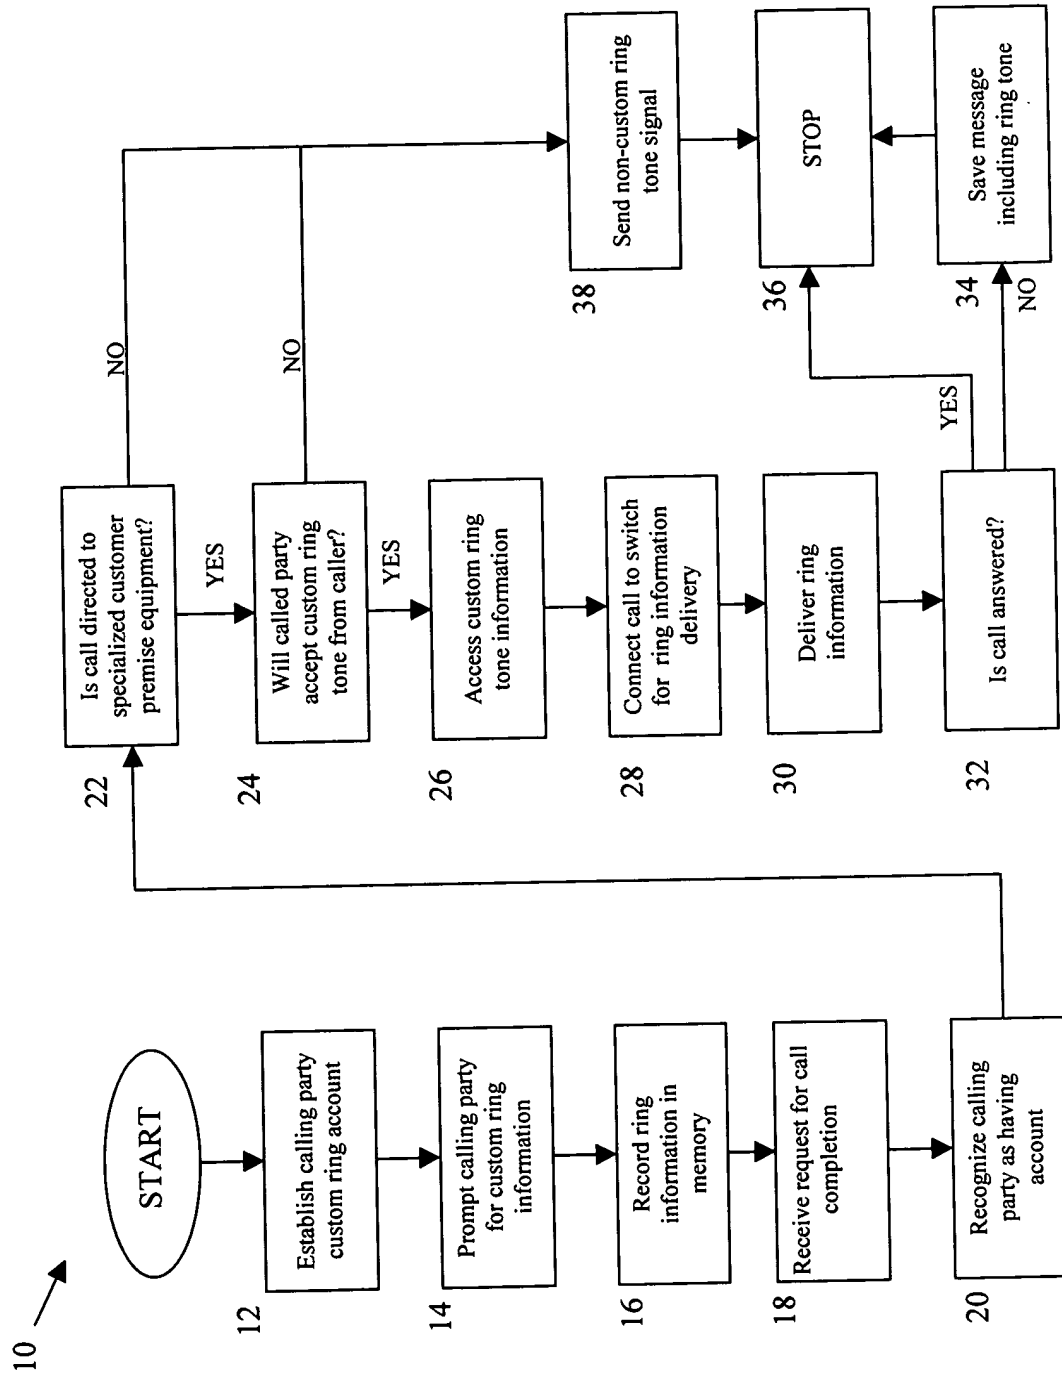 10
START
12
Establish calling party
custom ring account
14
Prompt calling party
for custom ring
information
16
Record ring
information in
memory
18
Receive request for call
completion
20
Recognize calling
party as having
account
22
Is call directed to
specialized customer
premise equipment?
NO
YES
24
Will called party
accept custom ring
tone from caller?
NO
YES
26
Access custom ring
tone information
28
Connect call to switch
for ring information
delivery
30
Deliver ring
information
32
Is call answered?
YES
NO
38
Send non-custom ring
tone signal
36
STOP
34
Save message
including ring tone